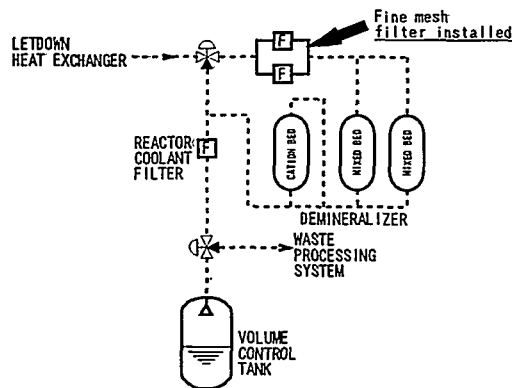 Fine mesh
filter installed
LETDOWN
HEAT EXCHANGER
F
F
REACTOR
COOLANT
FILTER
F
CATION BED
MIXED BED
MIXED BED
DEMINERALIZER
WASTE
PROCESSING
SYSTEM
VOLUME
CONTROL
TANK